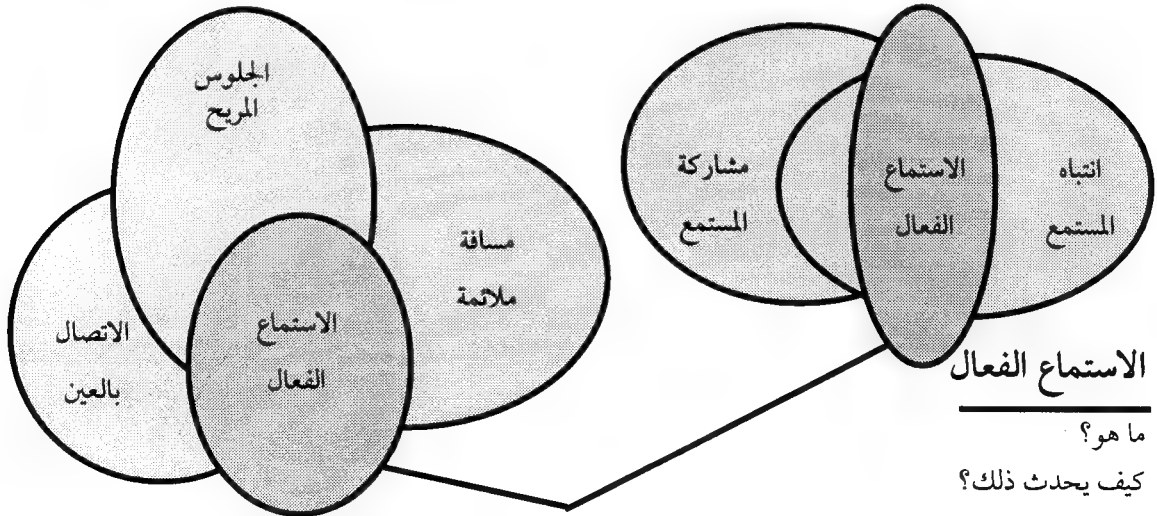 انتباه
المستمع
الاستماع
الفعال
مشاركة
المستمع
الجلوس
المريح
مسافة
ملائمة
الاستماع
الفعال
الاتصال
بالعين
الاستماع الفعال
ما هو؟
كيف يحدث ذلك؟